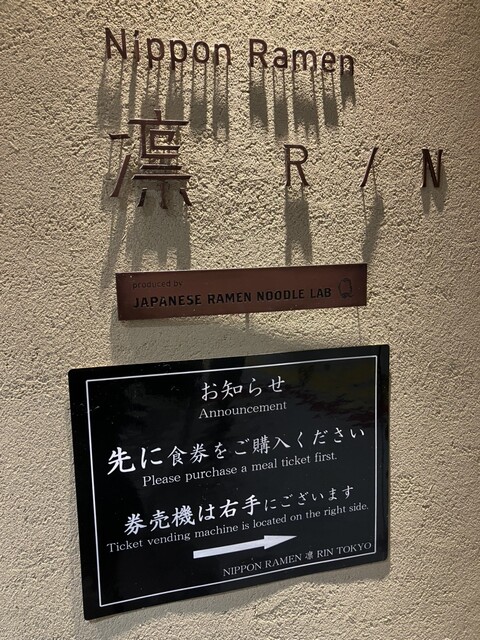 Nippon Ramen
凛 RIN
produced by
JAPANESE RAMEN NOODLE LAB
お知らせ
Announcement
先に食券をご購入ください
Please purchase a meal ticket first.
券売機は右手にございます
Ticket vending machine is located on the right side.
NIPPON RAMEN 凛 RIN TOKYO